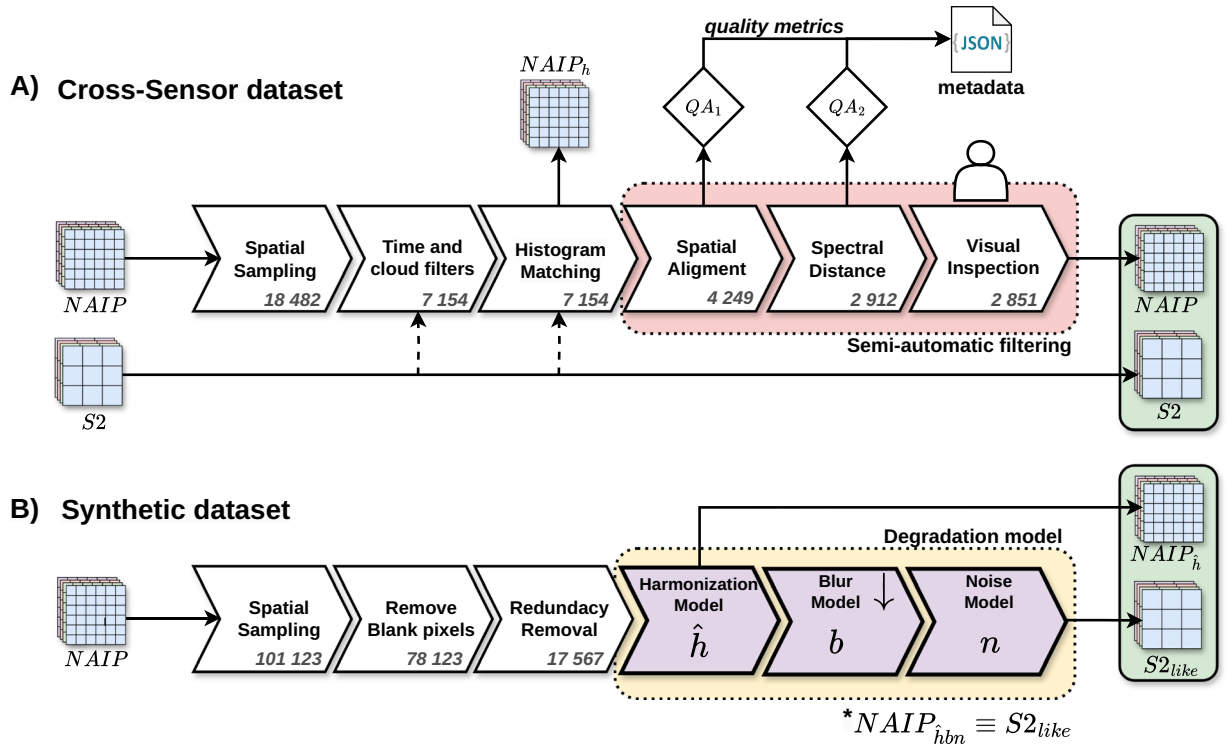 quality metrics
{JSON}
metadata
A) Cross-Sensor dataset
NAIP_h
QA_1
QA_2
NAIP
Spatial
Sampling
18 482
Time and
cloud filters
7 154
Histogram
Matching
7 154
Spatial
Aligment
4 249
Spectral
Distance
2 912
Visual
Inspection
2 851
NAIP
Semi-automatic filtering
S2
S2
B) Synthetic dataset
Degradation model
NAIP_ĥ
NAIP
Spatial
Sampling
101 123
Remove
Blank pixels
78 123
Redundancy
Removal
17 567
Harmonization
Model
ĥ
Blur
Model ↓
b
Noise
Model
n
S2_like
*NAIP_ĥbn ≡ S2_like